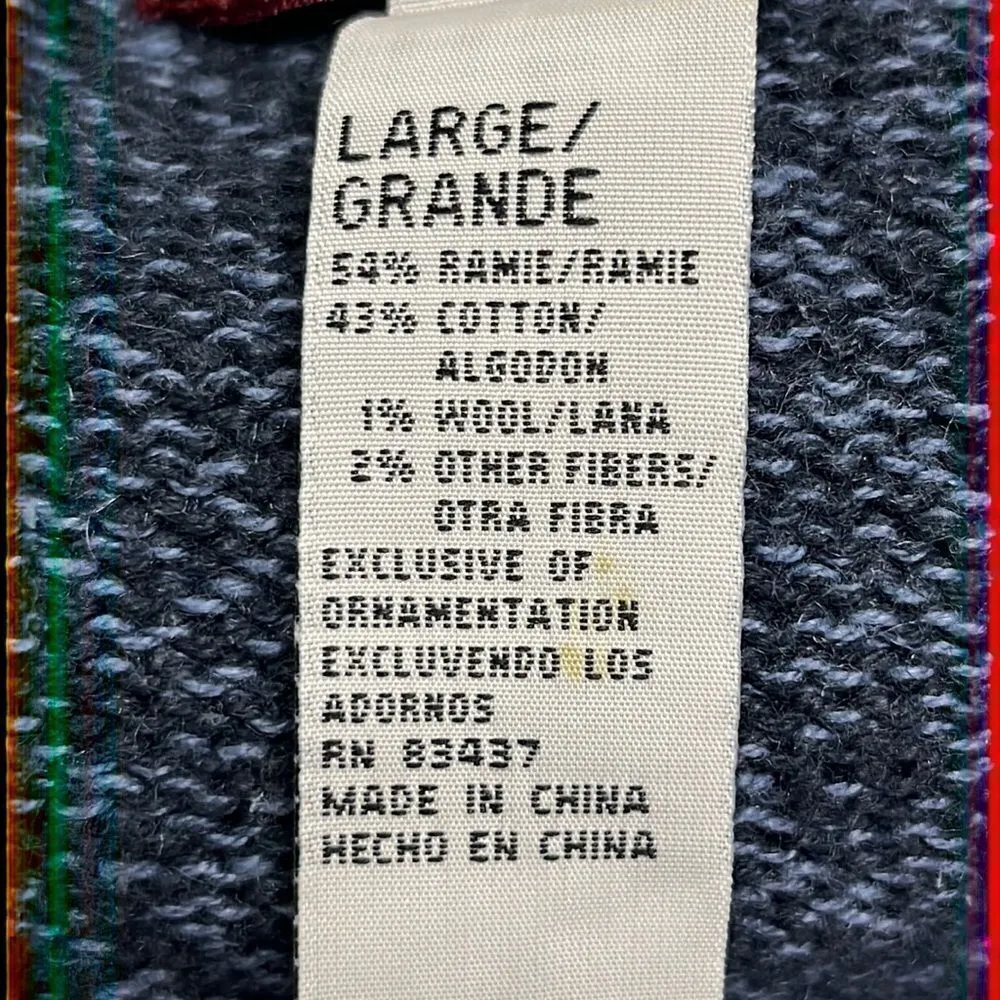 LARGE/
GRANDE
54% RAMIE/RAMIE
43% COTTON/
ALGODON
1% WOOL/LANA
2% OTHER FIBERS/
OTRA FIBRA
EXCLUSIVE OF
ORNAMENTATION
EXCLUVENDO LOS
ADORNOS
RN 83437
MADE IN CHINA
HECHO EN CHINA